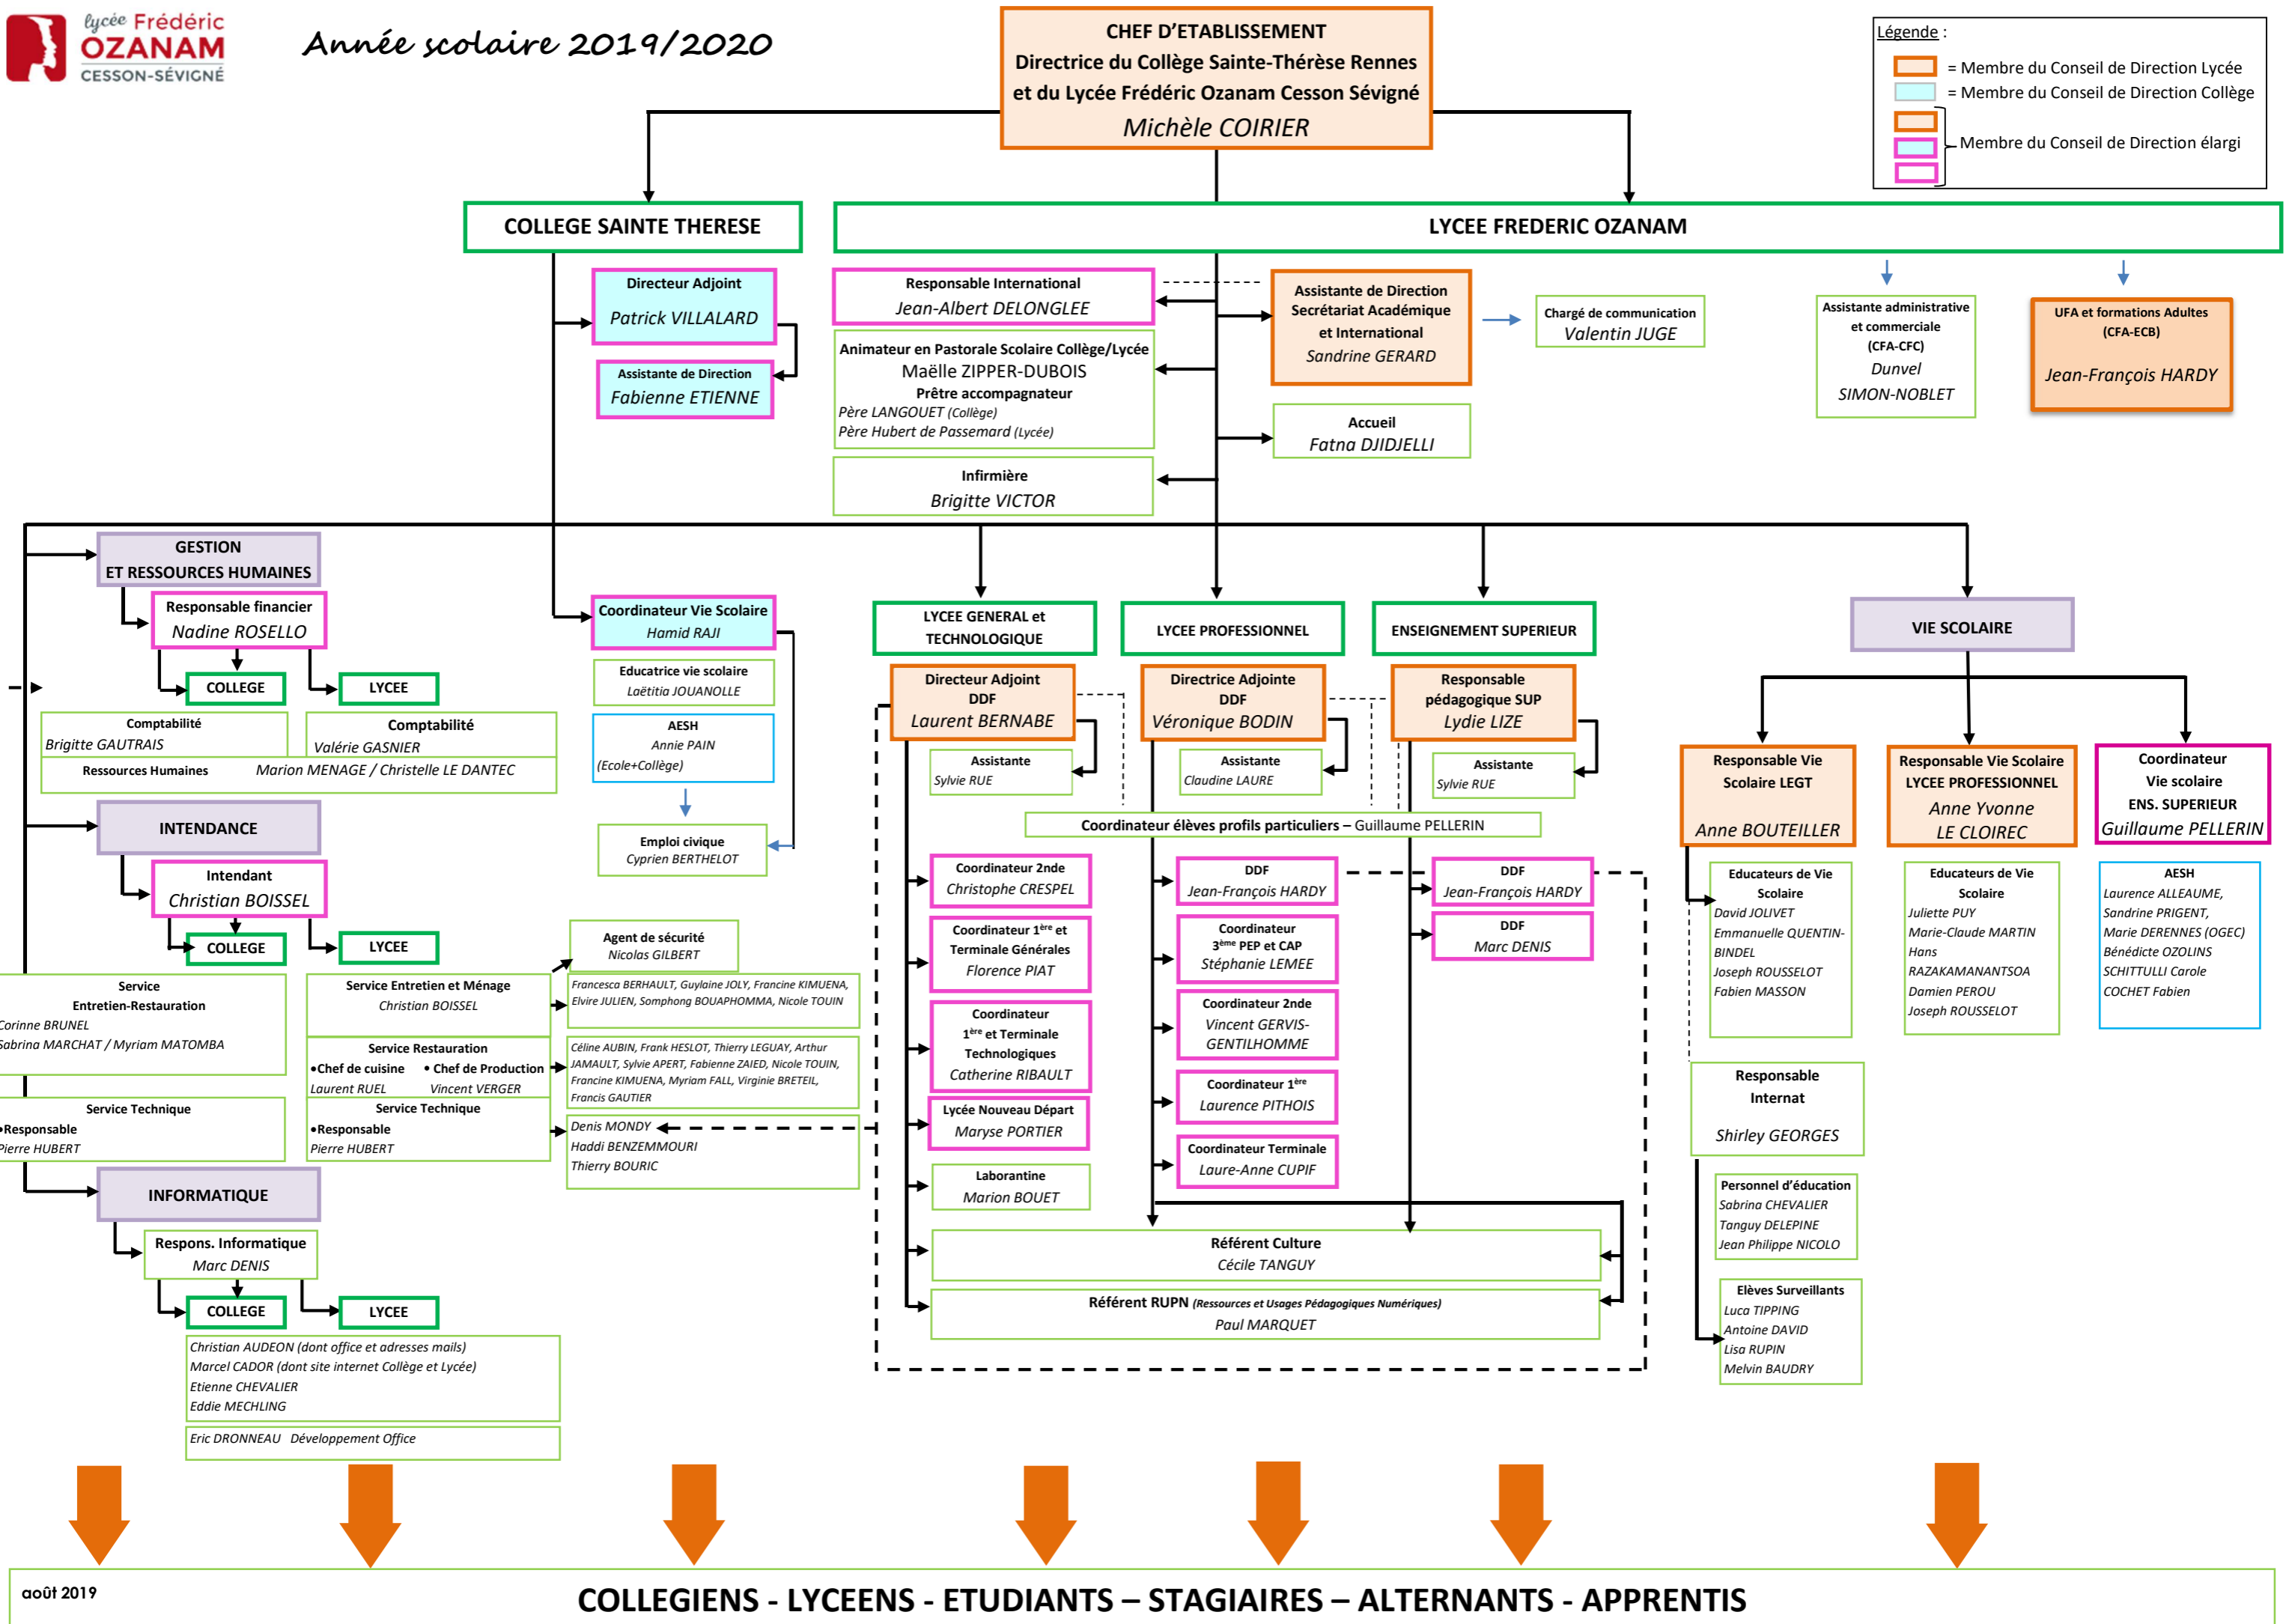 lycée Frédéric
OZANAM
CESSON-SÉVIGNÉ
Année scolaire 2019/2020
CHEF D'ETABLISSEMENT
Directrice du Collège Sainte-Thérèse Rennes
et du Lycée Frédéric Ozanam Cesson Sévigné
Michèle COIRIER
Légende :
= Membre du Conseil de Direction Lycée
= Membre du Conseil de Direction Collège
Membre du Conseil de Direction élargi
COLLEGE SAINTE THERESE
LYCEE FREDERIC OZANAM
Directeur Adjoint
Patrick VILLALARD
Assistante de Direction
Fabienne ETIENNE
Responsable International
Jean-Albert DELONGLEE
Animateur en Pastorale Scolaire Collège/Lycée
Maëlle ZIPPER-DUBOIS
Prêtre accompagnateur
Père LANGOUET (Collège)
Père Hubert de Passemard (Lycée)
Infirmière
Brigitte VICTOR
Assistante de Direction
Secrétariat Académique
et International
Sandrine GERARD
Accueil
Fatna DJIDJELLI
Chargé de communication
Valentin JUGE
Assistante administrative
et commerciale
(CFA-CFC)
Dunvel
SIMON-NOBLET
UFA et formations Adultes
(CFA-ECB)
Jean-François HARDY
GESTION
ET RESSOURCES HUMAINES
Responsable financier
Nadine ROSELLO
COLLEGE
LYCEE
Comptabilité
Brigitte GAUTRAIS
Comptabilité
Valérie GASNIER
Ressources Humaines Marion MENAGE / Christelle LE DANTEC
INTENDANCE
Intendant
Christian BOISSEL
COLLEGE
LYCEE
Service
Entretien-Restauration
Corinne BRUNEL
Sabrina MARCHAT / Myriam MATOMBA
Service Technique
•Responsable
Pierre HUBERT
Service Entretien et Ménage
Christian BOISSEL
Service Restauration
•Chef de cuisine • Chef de Production
Laurent RUEL Vincent VERGER
Service Technique
•Responsable
Pierre HUBERT
Agent de sécurité
Nicolas GILBERT
Francesca BERHAULT, Guylaine JOLY, Francine KIMUENA,
Elvire JULIEN, Somphong BOUAPHOMMA, Nicole TOUIN
Céline AUBIN, Frank HESLOT, Thierry LEGUAY, Arthur
JAMAULT, Sylvie APERT, Fabienne ZAIED, Nicole TOUIN,
Francine KIMUENA, Myriam FALL, Virginie BRETEIL,
Francis GAUTIER
Denis MONDY
Haddi BENZEMMOURI
Thierry BOURIC
INFORMATIQUE
Respons. Informatique
Marc DENIS
COLLEGE
LYCEE
Christian AUDEON (dont office et adresses mails)
Marcel CADOR (dont site internet Collège et Lycée)
Etienne CHEVALIER
Eddie MECHLING
Eric DRONNEAU Développement Office
Coordinateur Vie Scolaire
Hamid RAJI
Educatrice vie scolaire
Laëtitia JOUANOLLE
AESH
Annie PAIN
(Ecole+Collège)
Emploi civique
Cyprien BERTHELOT
LYCEE GENERAL et
TECHNOLOGIQUE
Directeur Adjoint
DDF
Laurent BERNABE
Assistante
Sylvie RUE
LYCEE PROFESSIONNEL
Directrice Adjointe
DDF
Véronique BODIN
Assistante
Claudine LAURE
ENSEIGNEMENT SUPERIEUR
Responsable
pédagogique SUP
Lydie LIZE
Assistante
Sylvie RUE
Coordinateur élèves profils particuliers – Guillaume PELLERIN
Coordinateur 2nde
Christophe CRESPEL
Coordinateur 1ère et
Terminale Générales
Florence PIAT
Coordinateur
1ère et Terminale
Technologiques
Catherine RIBAULT
Lycée Nouveau Départ
Maryse PORTIER
Laborantine
Marion BOUET
DDF
Jean-François HARDY
Coordinateur
3ème PEP et CAP
Stéphanie LEMEE
Coordinateur 2nde
Vincent GERVIS-
GENTILHOMME
Coordinateur 1ère
Laurence PITHOIS
Coordinateur Terminale
Laure-Anne CUPIF
DDF
Jean-François HARDY
DDF
Marc DENIS
Référent Culture
Cécile TANGUY
Référent RUPN (Ressources et Usages Pédagogiques Numériques)
Paul MARQUET
VIE SCOLAIRE
Responsable Vie
Scolaire LEGT
Anne BOUTEILLER
Educateurs de Vie
Scolaire
David JOLIVET
Emmanuelle QUENTIN-
BINDEL
Joseph ROUSSELOT
Fabien MASSON
Responsable
Internat
Shirley GEORGES
Personnel d'éducation
Sabrina CHEVALIER
Tanguy DELEPINE
Jean Philippe NICOLO
Elèves Surveillants
Luca TIPPING
Antoine DAVID
Lisa RUPIN
Melvin BAUDRY
Responsable Vie Scolaire
LYCEE PROFESSIONNEL
Anne Yvonne
LE CLOIREC
Educateurs de Vie
Scolaire
Juliette PUY
Marie-Claude MARTIN
Hans
RAZAKAMANANTSOA
Damien PEROU
Joseph ROUSSELOT
Coordinateur
Vie scolaire
ENS. SUPERIEUR
Guillaume PELLERIN
AESH
Laurence ALLEAUME,
Sandrine PRIGENT,
Marie DERENNES (OGEC)
Bénédicte OZOLINS
SCHITTULLI Carole
COCHET Fabien
août 2019
COLLEGIENS - LYCEENS - ETUDIANTS – STAGIAIRES – ALTERNANTS - APPRENTIS